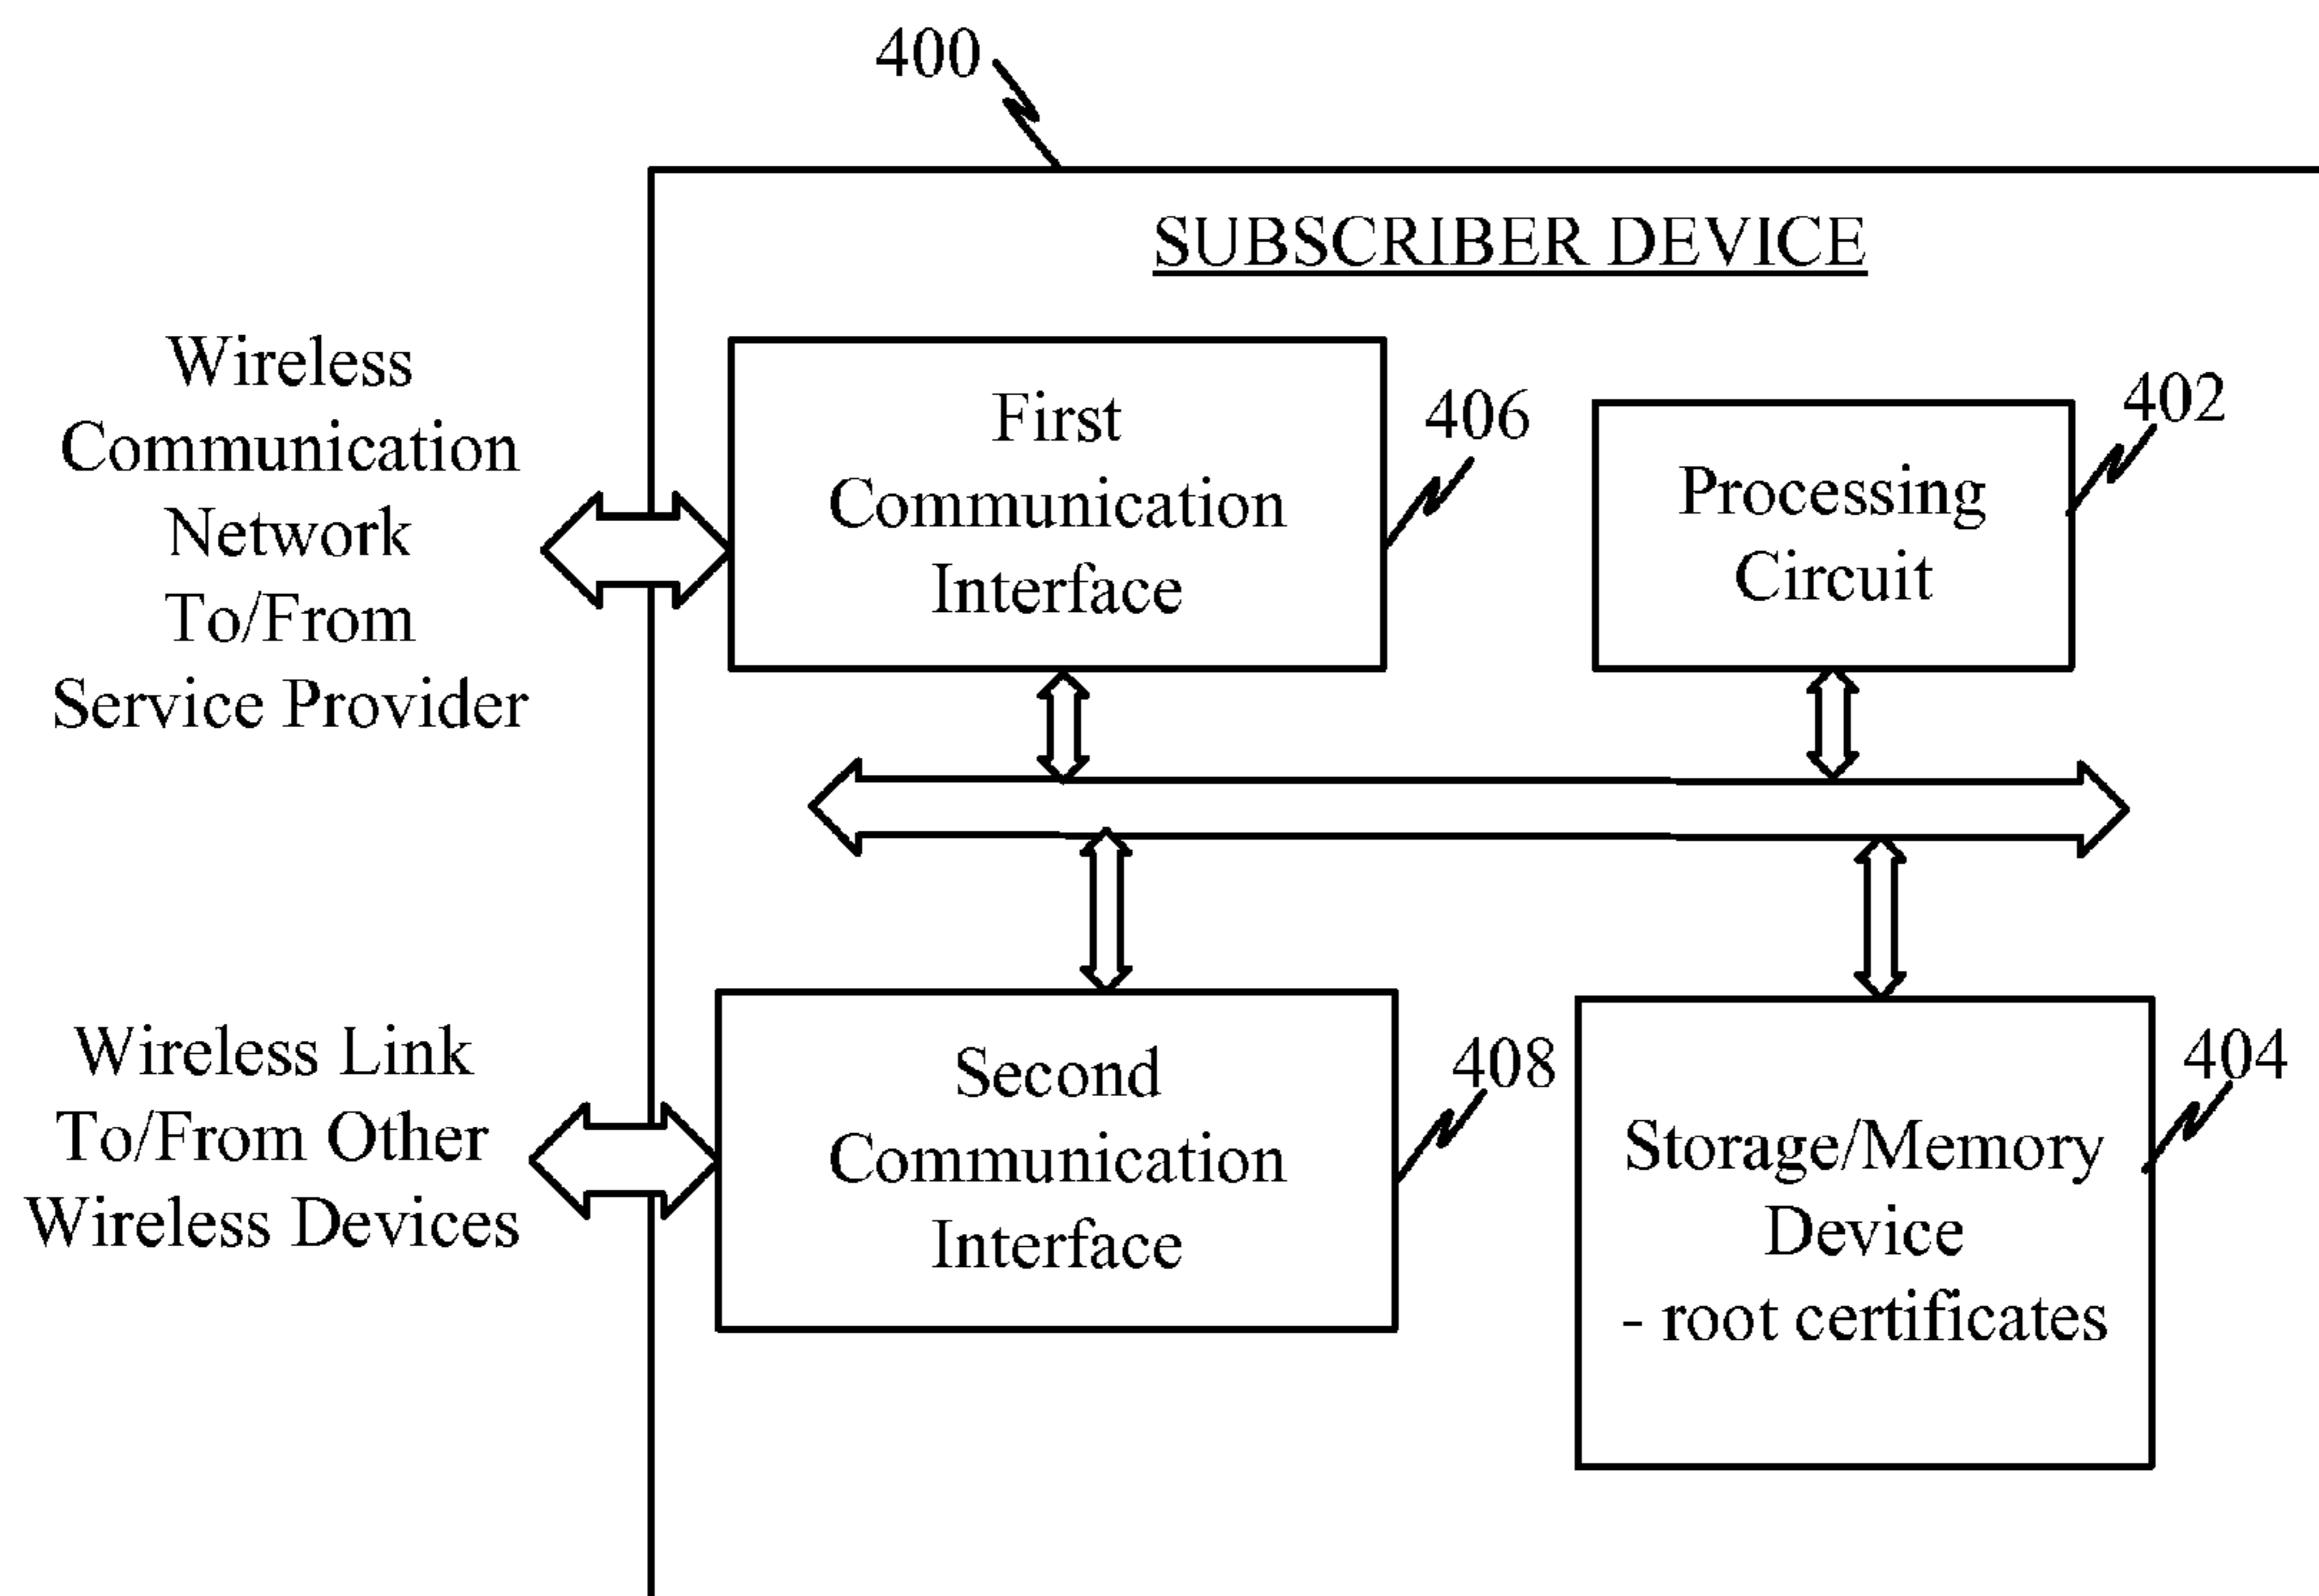 400
SUBSCRIBER DEVICE
Wireless
Communication
Network
To/From
Service Provider
First
Communication
Interface
406
Processing
Circuit
402
Wireless Link
To/From Other
Wireless Devices
Second
Communication
Interface
408
Storage/Memory
Device
- root certificates
404